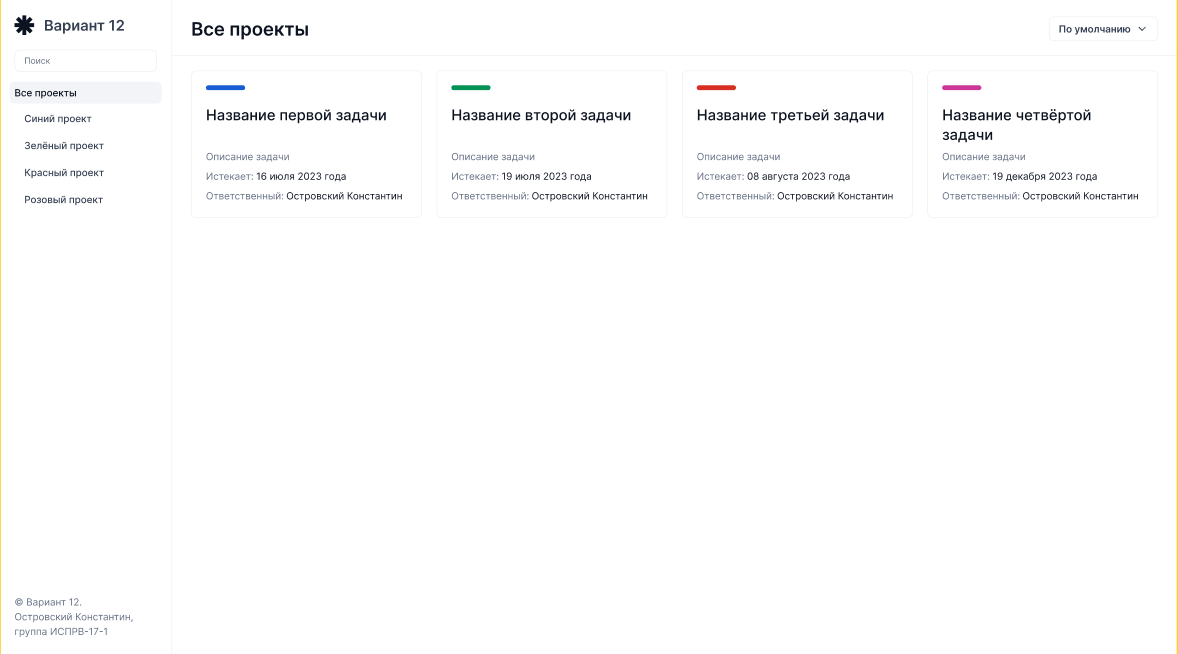 Вариант 12
Поиск
Все проекты
Синий проект
Зелёный проект
Красный проект
Розовый проект
© Вариант 12.
Островский Константин,
группа ИСПРВ-17-1
Все проекты
По умолчанию
Название первой задачи
Описание задачи
Истекает: 16 июля 2023 года
Ответственный: Островский Константин
Название второй задачи
Описание задачи
Истекает: 19 июля 2023 года
Ответственный: Островский Константин
Название третьей задачи
Описание задачи
Истекает: 08 августа 2023 года
Ответственный: Островский Константин
Название четвёртой
задачи
Описание задачи
Истекает: 19 декабря 2023 года
Ответственный: Островский Константин